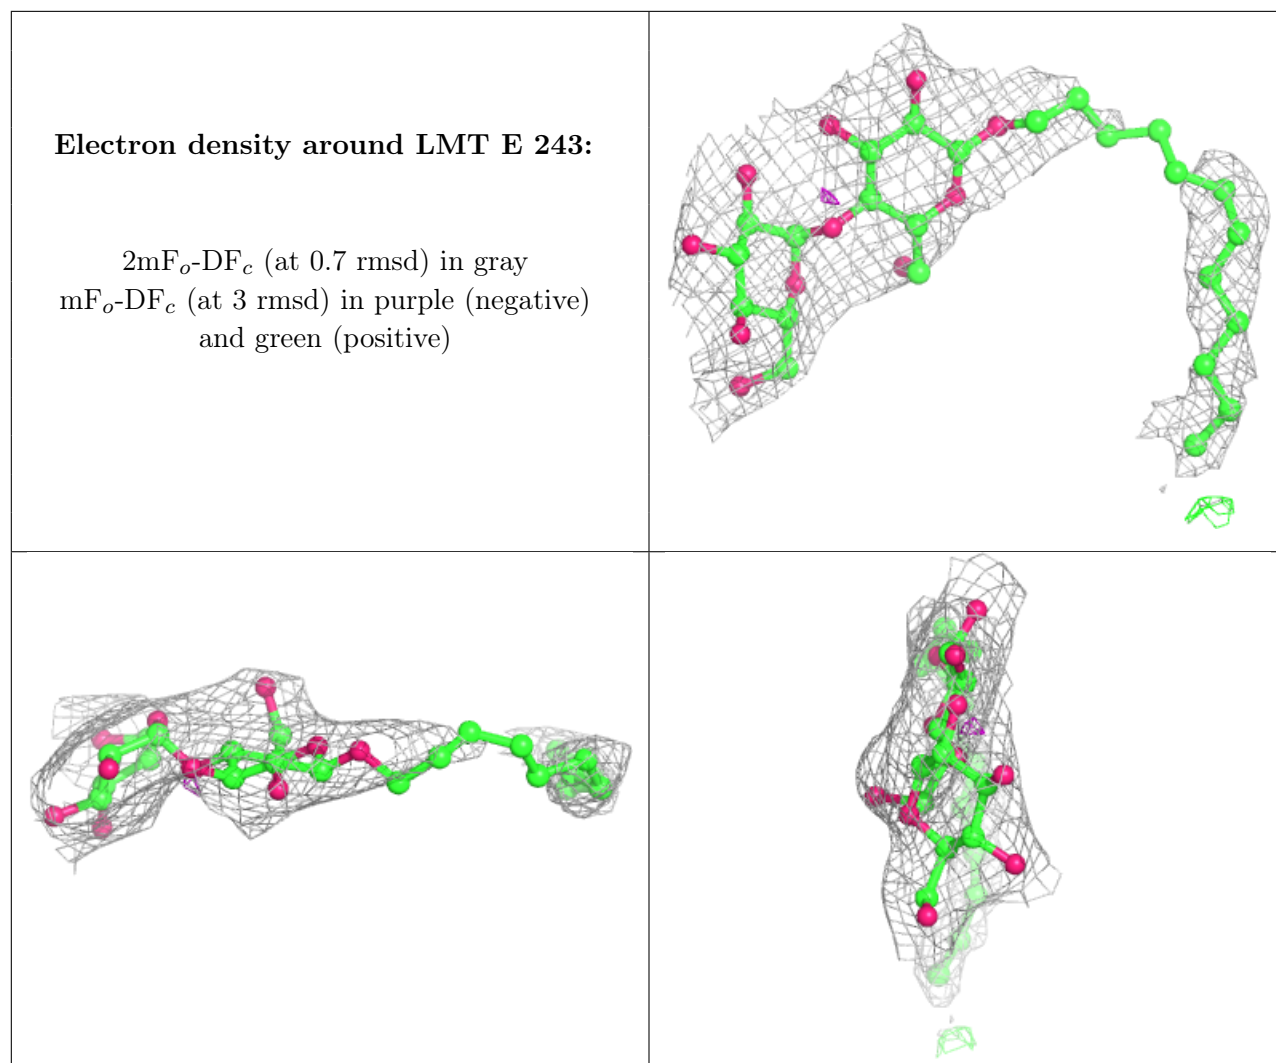 Electron density around LMT E 243:
2mFₒ-DF𝑐 (at 0.7 rmsd) in gray
mFₒ-DF𝑐 (at 3 rmsd) in purple (negative)
and green (positive)